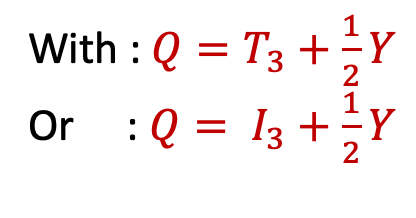 With : Q = T₃ + ½Y
Or : Q = I₃ + ½Y